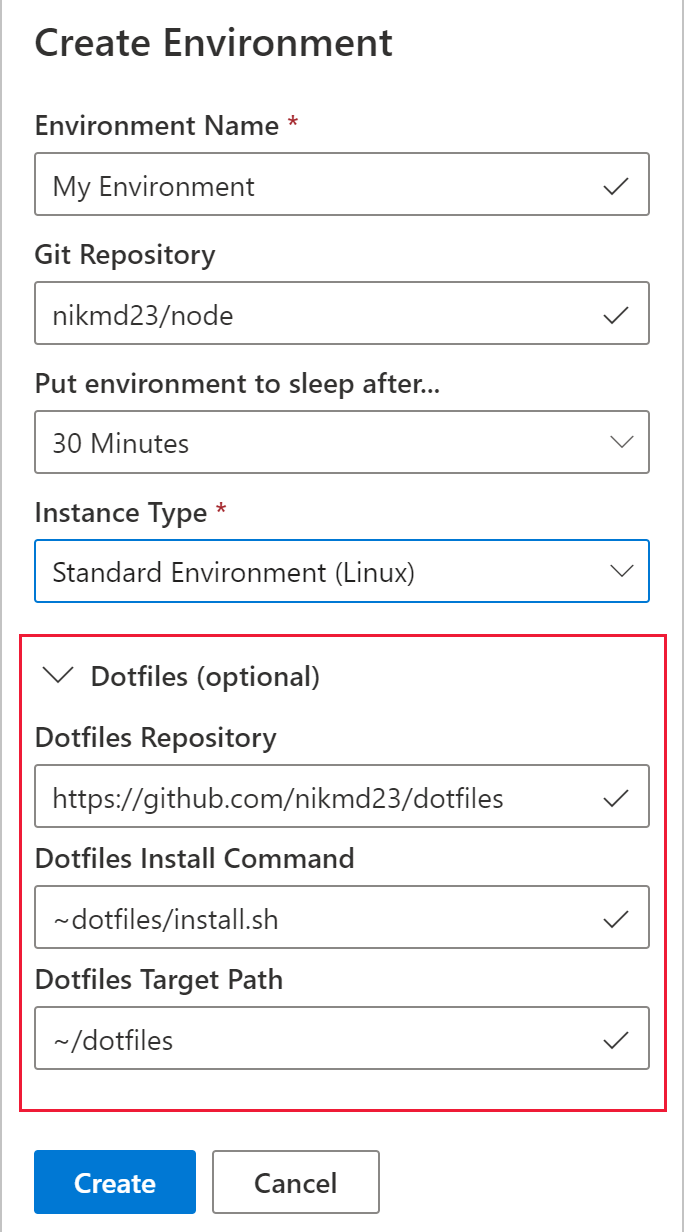 Create Environment
Environment Name *
My Environment
Git Repository
nikmd23/node
Put environment to sleep after...
30 Minutes
Instance Type *
Standard Environment (Linux)
Dotfiles (optional)
Dotfiles Repository
https://github.com/nikmd23/dotfiles
Dotfiles Install Command
~dotfiles/install.sh
Dotfiles Target Path
~/dotfiles
Create Cancel